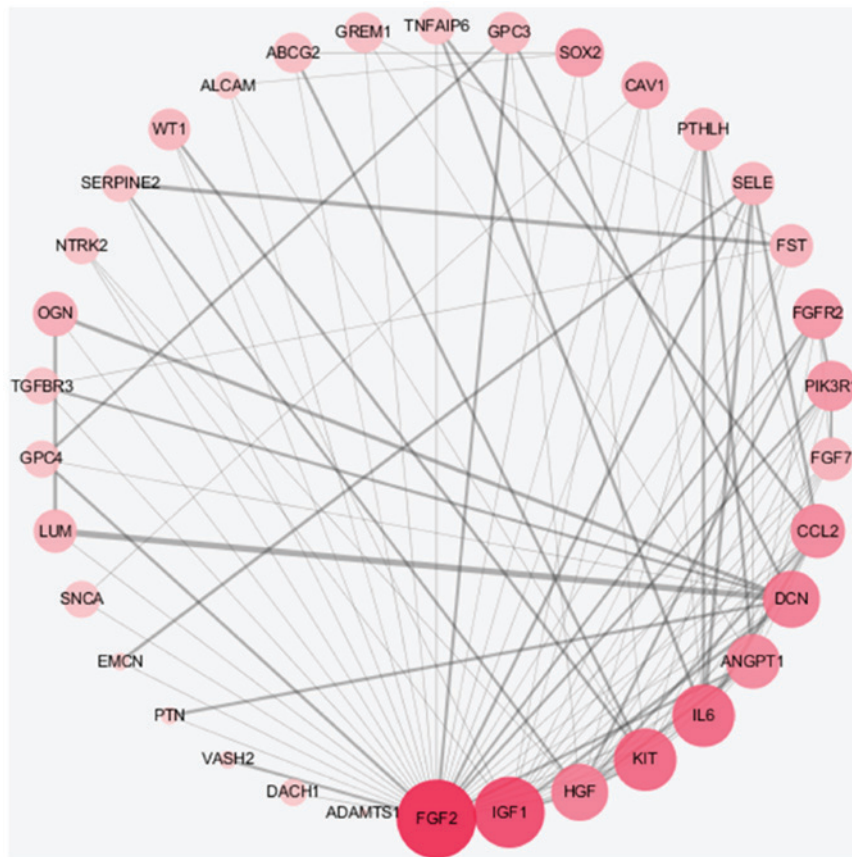 TNFAIP6
GREM1
GPC3
ABCG2
SOX2
ALCAM
CAV1
WT1
PTHLH
SERPINE2
SELE
NTRK2
FST
OGN
FGFR2
TGFBR3
PIK3R
GPC4
FGF7
LUM
CCL2
SNCA
DCN
EMCN
ANGPT1
PTN
IL6
VASH2
KIT
DACH1
HGF
ADAMTS1
FGF2
IGF1